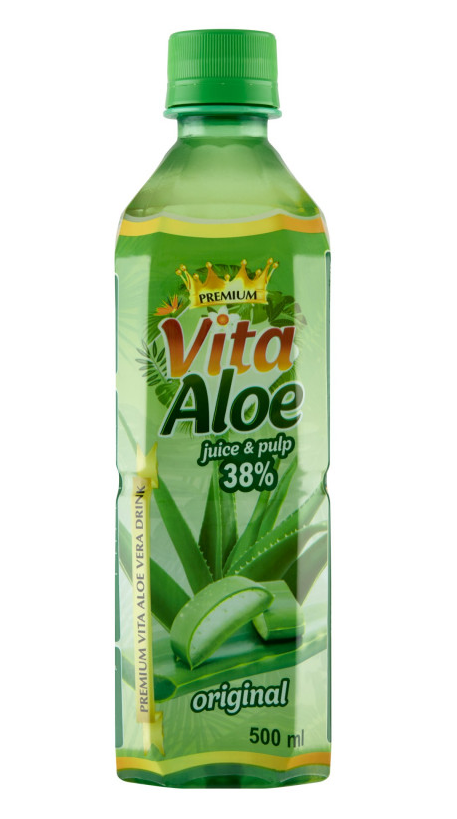 PREMIUM
Vita
Aloe
juice & pulp
38%
PREMIUM VITA ALOE VERA DRINK
original
500 ml